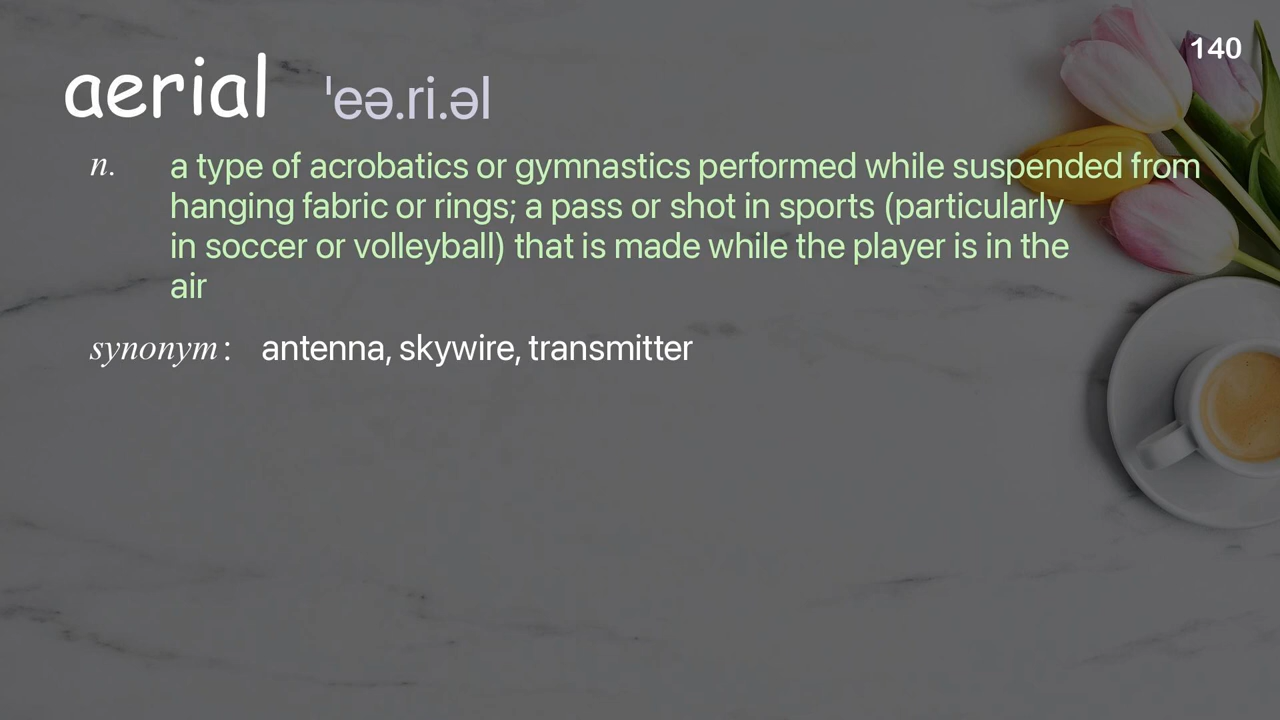 140
aerial ˈeə.ri.əl
n. a type of acrobatics or gymnastics performed while suspended from
hanging fabric or rings; a pass or shot in sports (particularly
in soccer or volleyball) that is made while the player is in the
air
synonym: antenna, skywire, transmitter